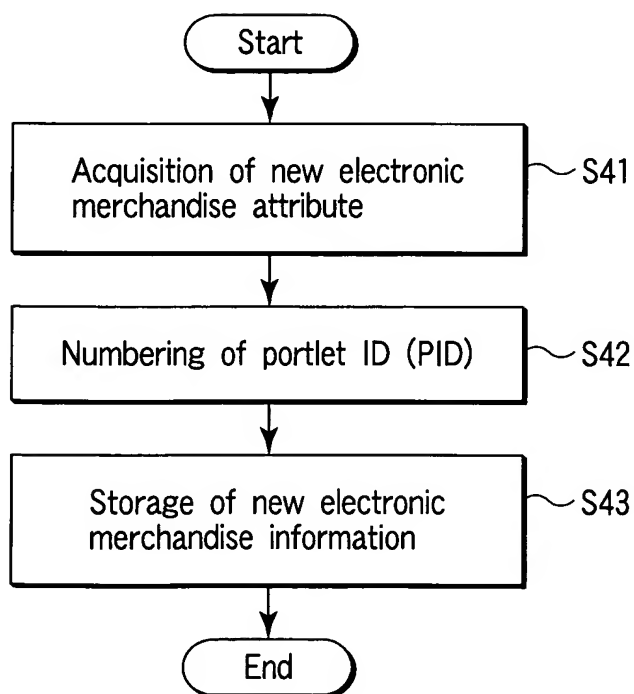 Start
Acquisition of new electronic
merchandise attribute
S41
Numbering of portlet ID (PID)
S42
Storage of new electronic
merchandise information
S43
End